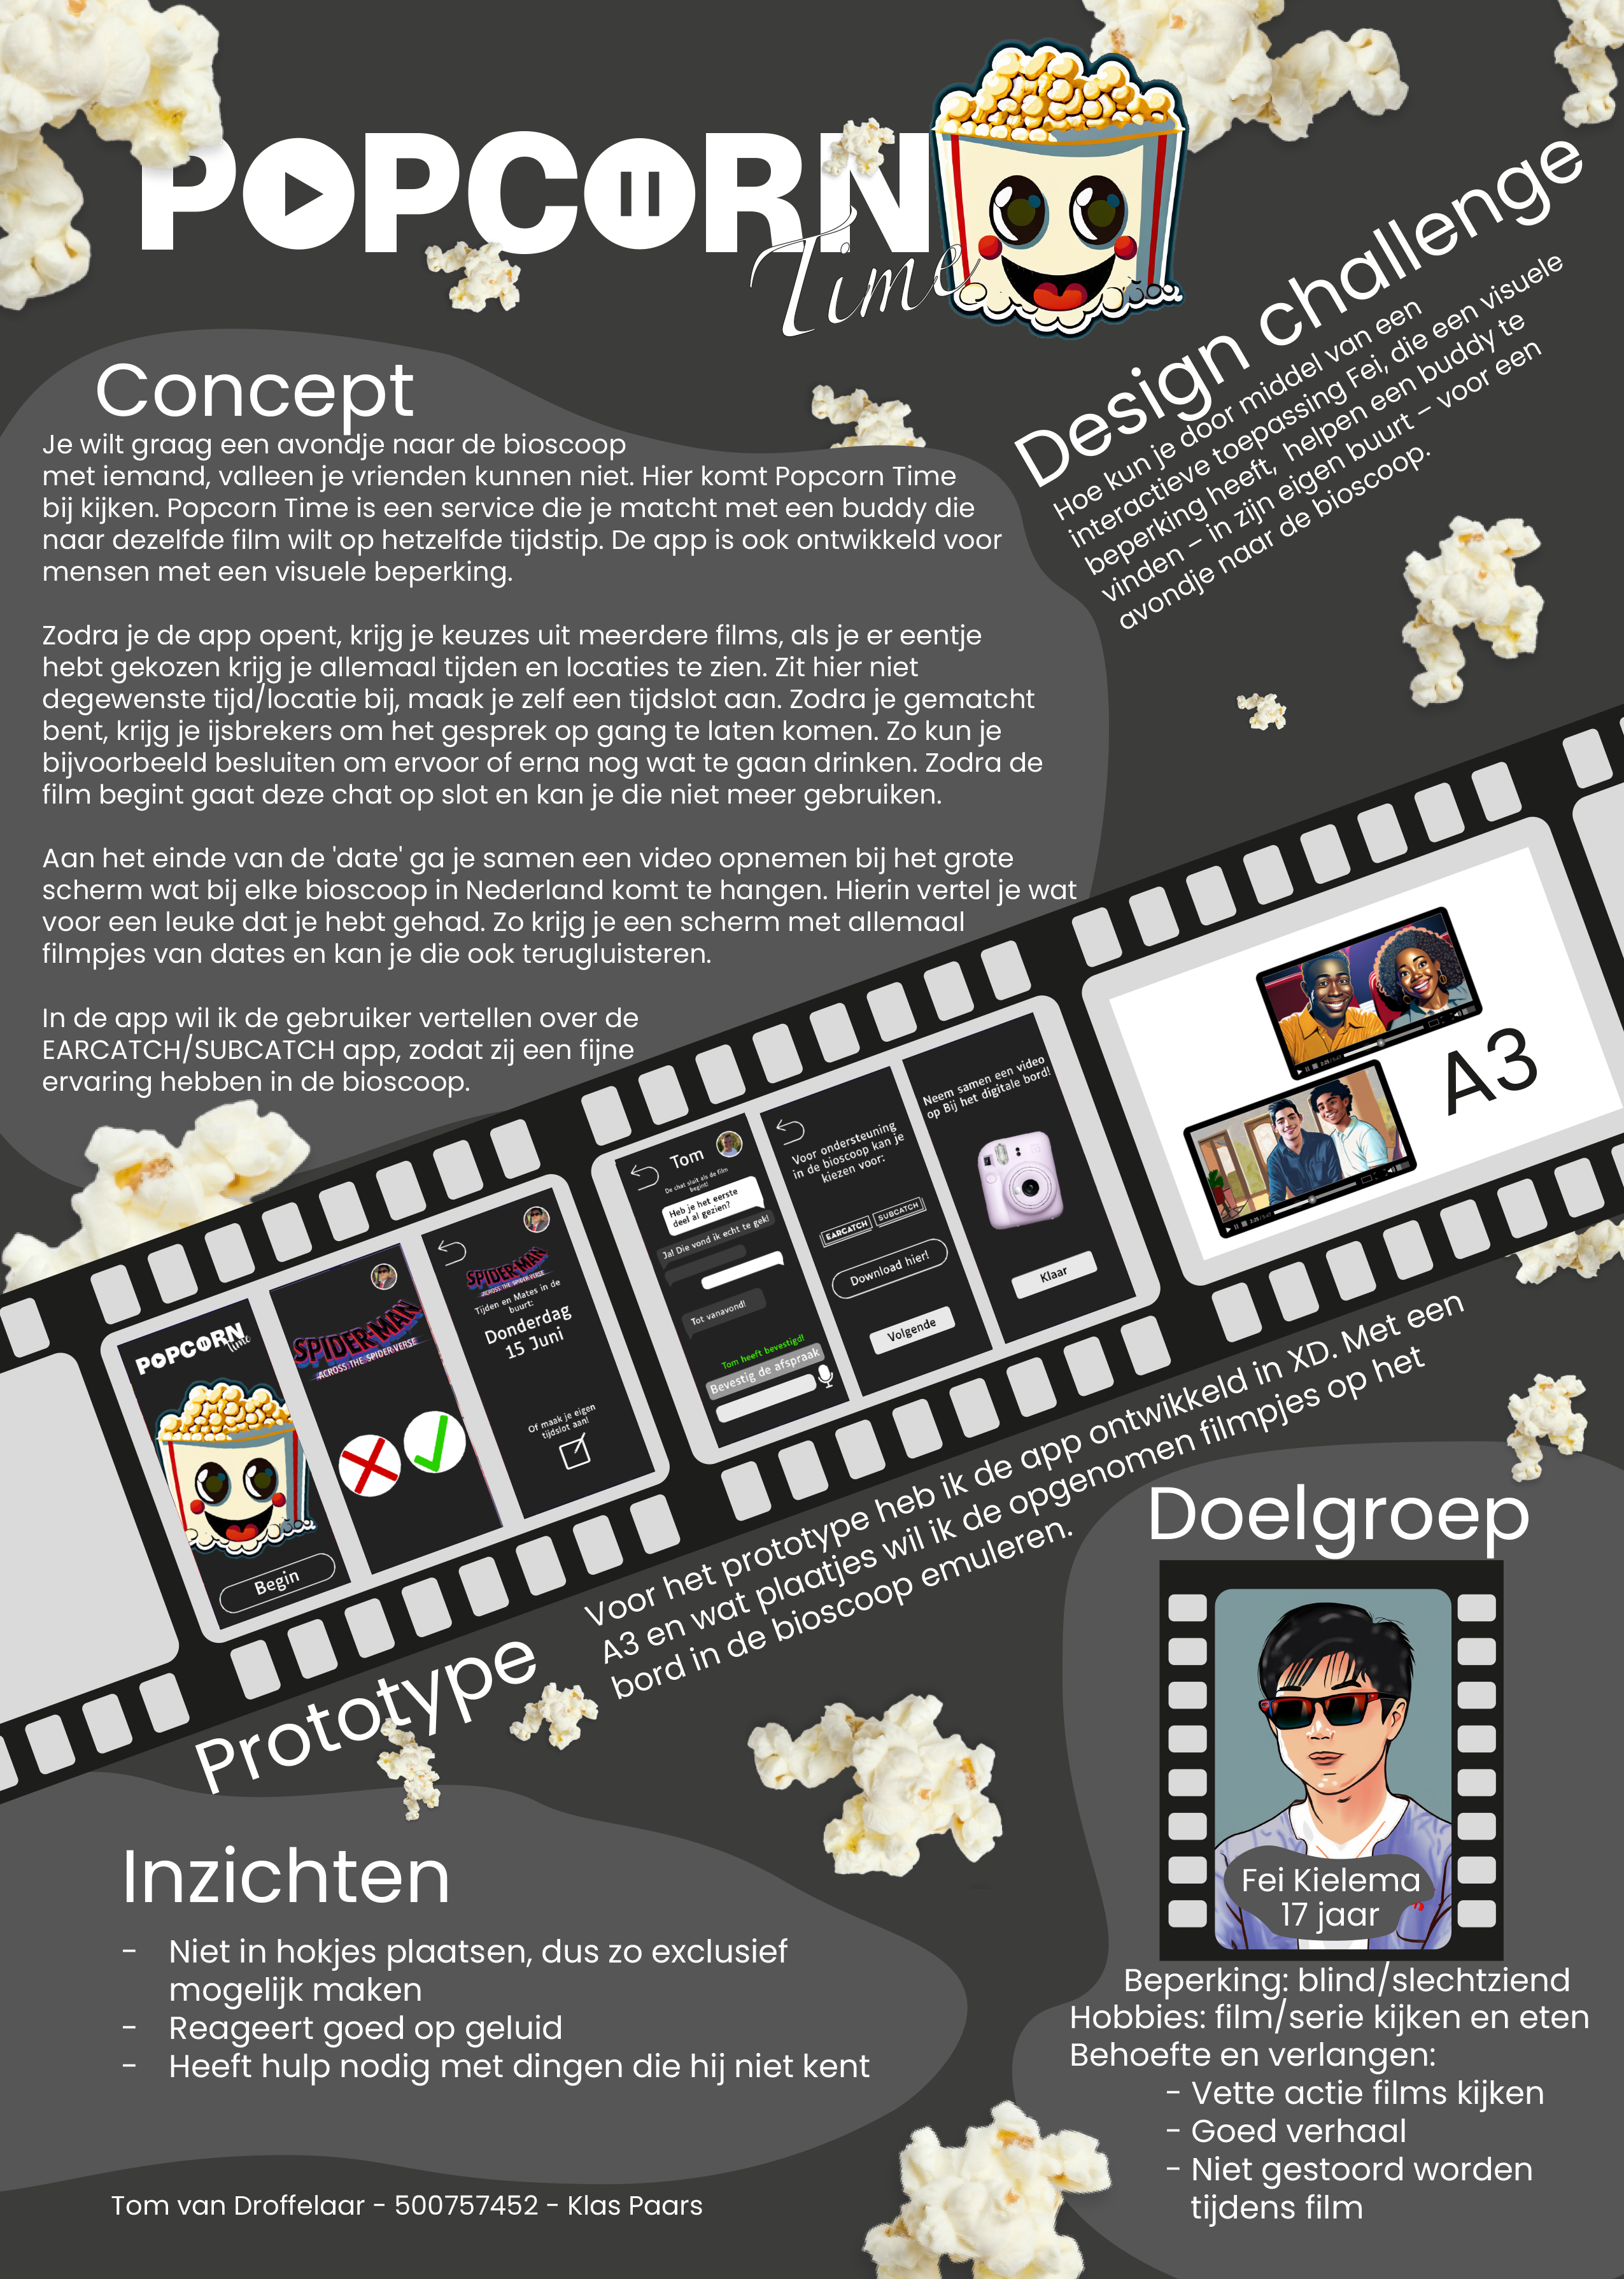 POPCORN
Time
Design challenge
Hoe kun je door middel van een
interactieve toepassing Fei, die een visuele
beperking heeft, helpen een buddy te
vinden – in zijn eigen buurt – voor een
avondje naar de bioscoop.
Concept
Je wilt graag een avondje naar de bioscoop
met iemand, valleen je vrienden kunnen niet. Hier komt Popcorn Time
bij kijken. Popcorn Time is een service die je matcht met een buddy die
naar dezelfde film wilt op hetzelfde tijdstip. De app is ook ontwikkeld voor
mensen met een visuele beperking.
Zodra je de app opent, krijg je keuzes uit meerdere films, als je er eentje
hebt gekozen krijg je allemaal tijden en locaties te zien. Zit hier niet
degewenste tijd/locatie bij, maak je zelf een tijdslot aan. Zodra je gematcht
bent, krijg je ijsbrekers om het gesprek op gang te laten komen. Zo kun je
bijvoorbeeld besluiten om ervoor of erna nog wat te gaan drinken. Zodra de
film begint gaat deze chat op slot en kan je die niet meer gebruiken.
Aan het einde van de 'date' ga je samen een video opnemen bij het grote
scherm wat bij elke bioscoop in Nederland komt te hangen. Hierin vertel je wat
voor een leuke dat je hebt gehad. Zo krijg je een scherm met allemaal
filmpjes van dates en kan je die ook terugluisteren.
In de app wil ik de gebruiker vertellen over de
EARCATCH/SUBCATCH app, zodat zij een fijne
ervaring hebben in de bioscoop.
POPCORN
Time
Begin
SPIDER-MAN
ACROSS THE SPIDER-VERSE
SPIDER-MAN
ACROSS THE SPIDER-VERSE
Tijden en Mates in de
buurt:
Donderdag
15 Juni
Of maak je eigen
tijdslot aan!
Tom
De chat sluit als de film
begint!
Heb je het eerste
deel al gezien?
Ja! Die vond ik echt te gek!
Tot vanavond!
Tom heeft bevestigd!
Bevestig de afspraak
Voor ondersteuning
in de bioscoop kan je
kiezen voor:
EARCATCH SUBCATCH
Download hier!
Volgende
Neem samen een video
op Bij het digitale bord!
Klaar
A3
Prototype
Voor het prototype heb ik de app ontwikkeld in XD. Met een
A3 en wat plaatjes wil ik de opgenomen filmpjes op het
bord in de bioscoop emuleren.
Doelgroep
Fei Kielema
17 jaar
Beperking: blind/slechtziend
Hobbies: film/serie kijken en eten
Behoefte en verlangen:
- Vette actie films kijken
- Goed verhaal
- Niet gestoord worden
tijdens film
Inzichten
- Niet in hokjes plaatsen, dus zo exclusief
mogelijk maken
- Reageert goed op geluid
- Heeft hulp nodig met dingen die hij niet kent
Tom van Droffelaar - 500757452 - Klas Paars